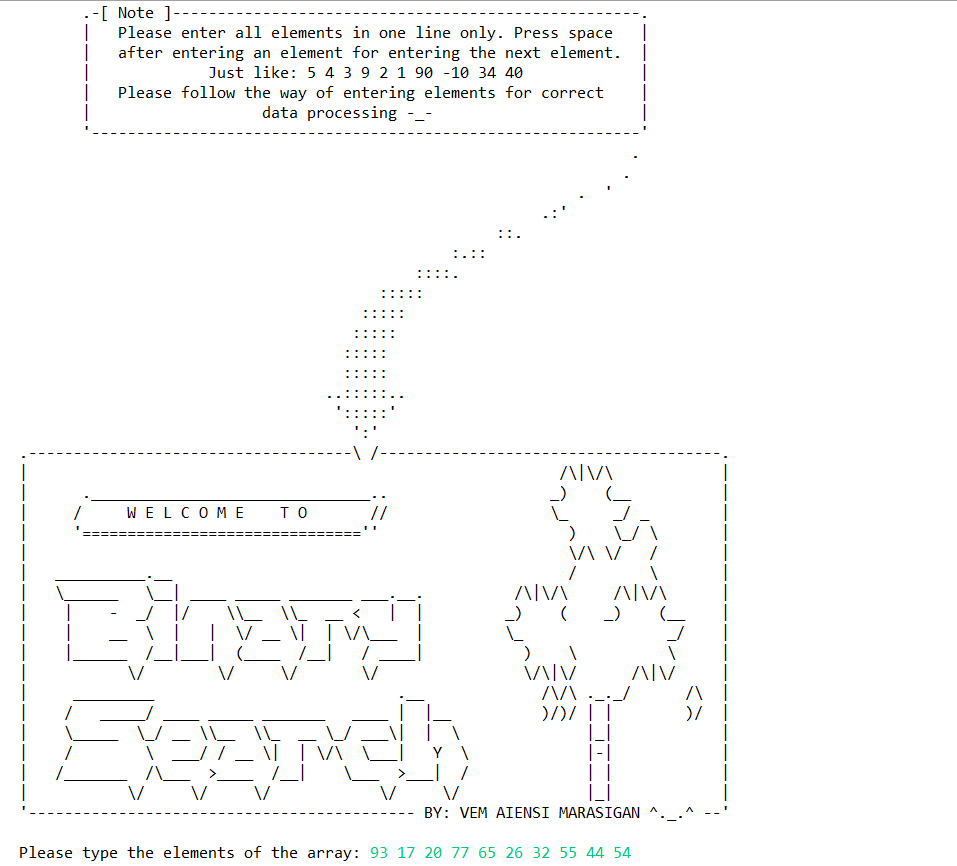 [ Note ]
Please enter all elements in one line only. Press space
after entering an element for entering the next element.
Just like: 5 4 3 9 2 1 90 -10 34 40
Please follow the way of entering elements for correct
data processing -_-
W E L C O M E T O
Binary
Search
BY: VEM AIENSI MARASIGAN ^._.^
Please type the elements of the array: 93 17 20 77 65 26 32 55 44 54